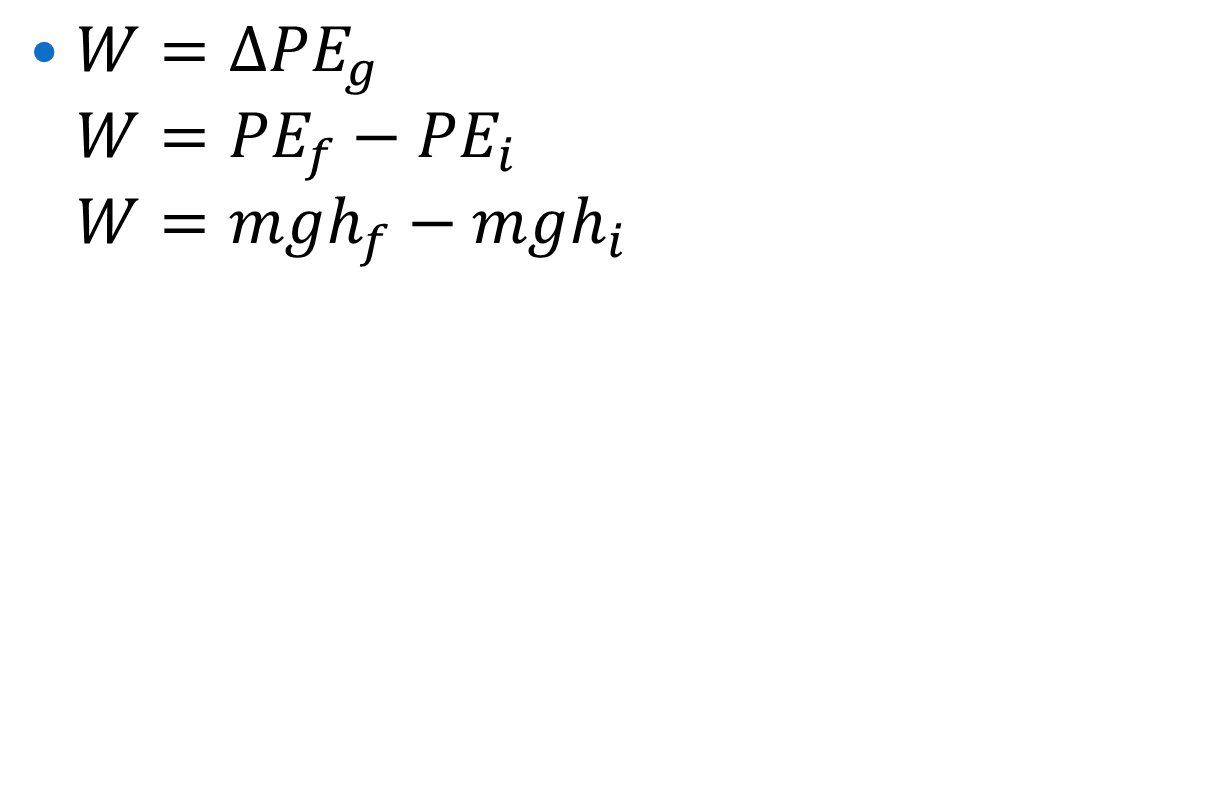 • W = ΔPE_g
W = PE_f − PE_i
W = mgh_f − mgh_i